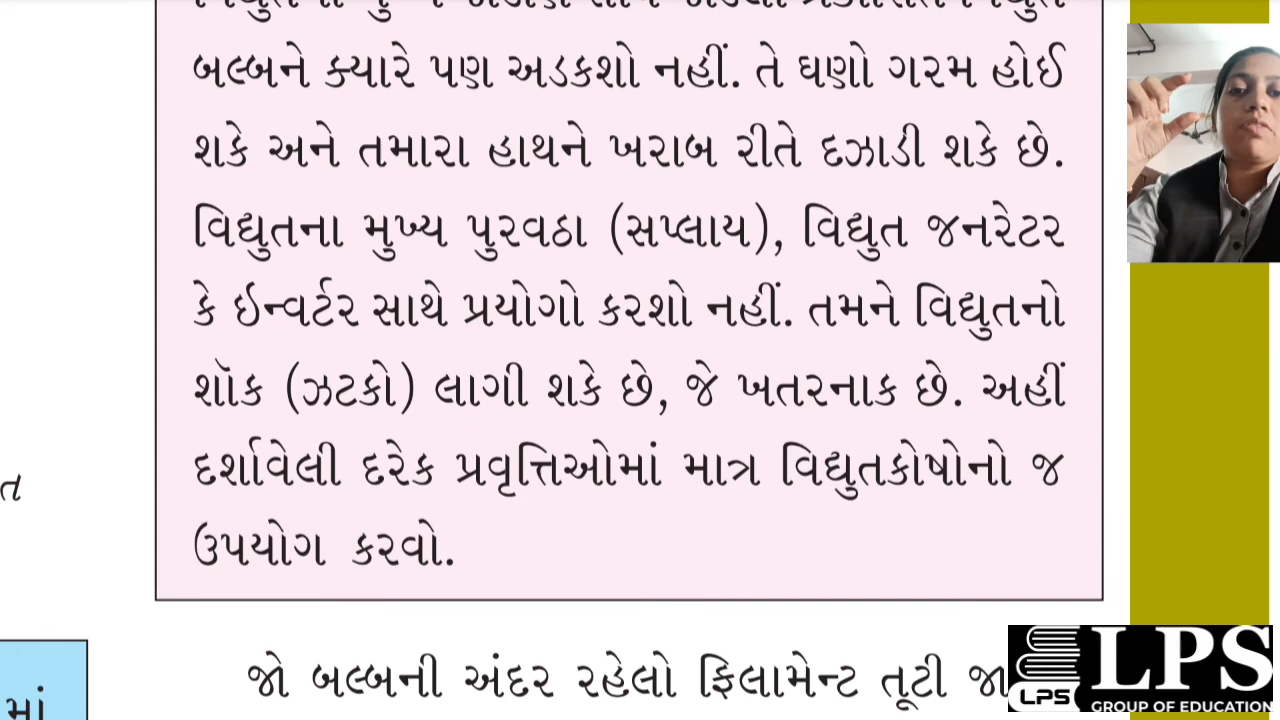 બલ્બને ક્યારે પણ અડકશો નહીં. તે ઘણો ગરમ હોઈ
શકે અને તમારા હાથને ખરાબ રીતે દઝાડી શકે છે.
વિદ્યુતના મુખ્ય પુરવઠા (સપ્લાય), વિદ્યુત જનરેટર
કે ઇન્વર્ટર સાથે પ્રયોગો કરશો નહીં. તમને વિદ્યુતનો
શૉક (ઝટકો) લાગી શકે છે, જે ખતરનાક છે. અહીં
દર્શાવેલી દરેક પ્રવૃત્તિઓમાં માત્ર વિદ્યુતકોષોનો જ
ઉપયોગ કરવો.
ત
જો બલ્બની અંદર રહેલો ફિલામેન્ટ તૂટી જા
માં
LPS
LPS
GROUP OF EDUCATION